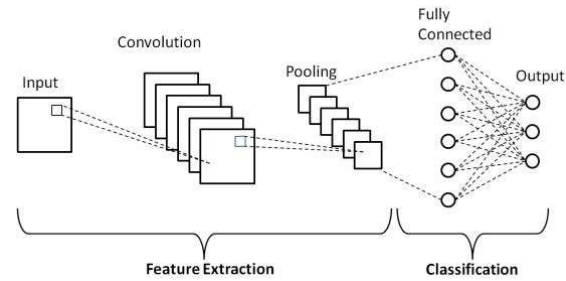 Input
Convolution
Pooling
Fully
Connected
Output
Feature Extraction
Classification